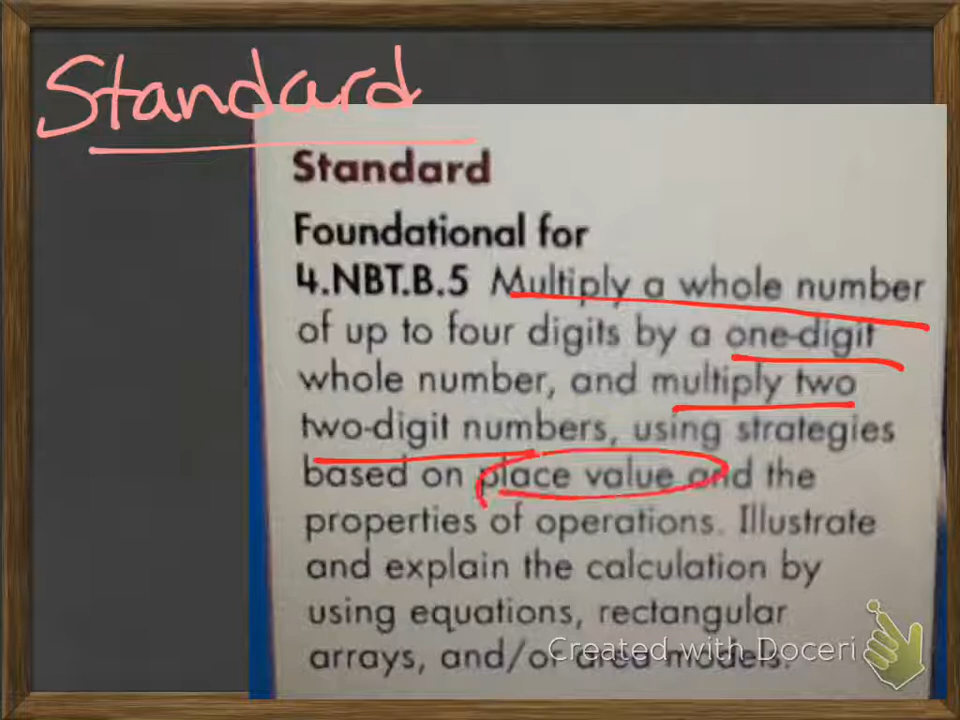 Standard
Standard
Foundational for
4.NBT.B.5 Multiply a whole number
of up to four digits by a one-digit
whole number, and multiply two
two-digit numbers, using strategies
based on place value and the
properties of operations. Illustrate
and explain the calculation by
using equations, rectangular
arrays, and/or area models.
Created with Doceri